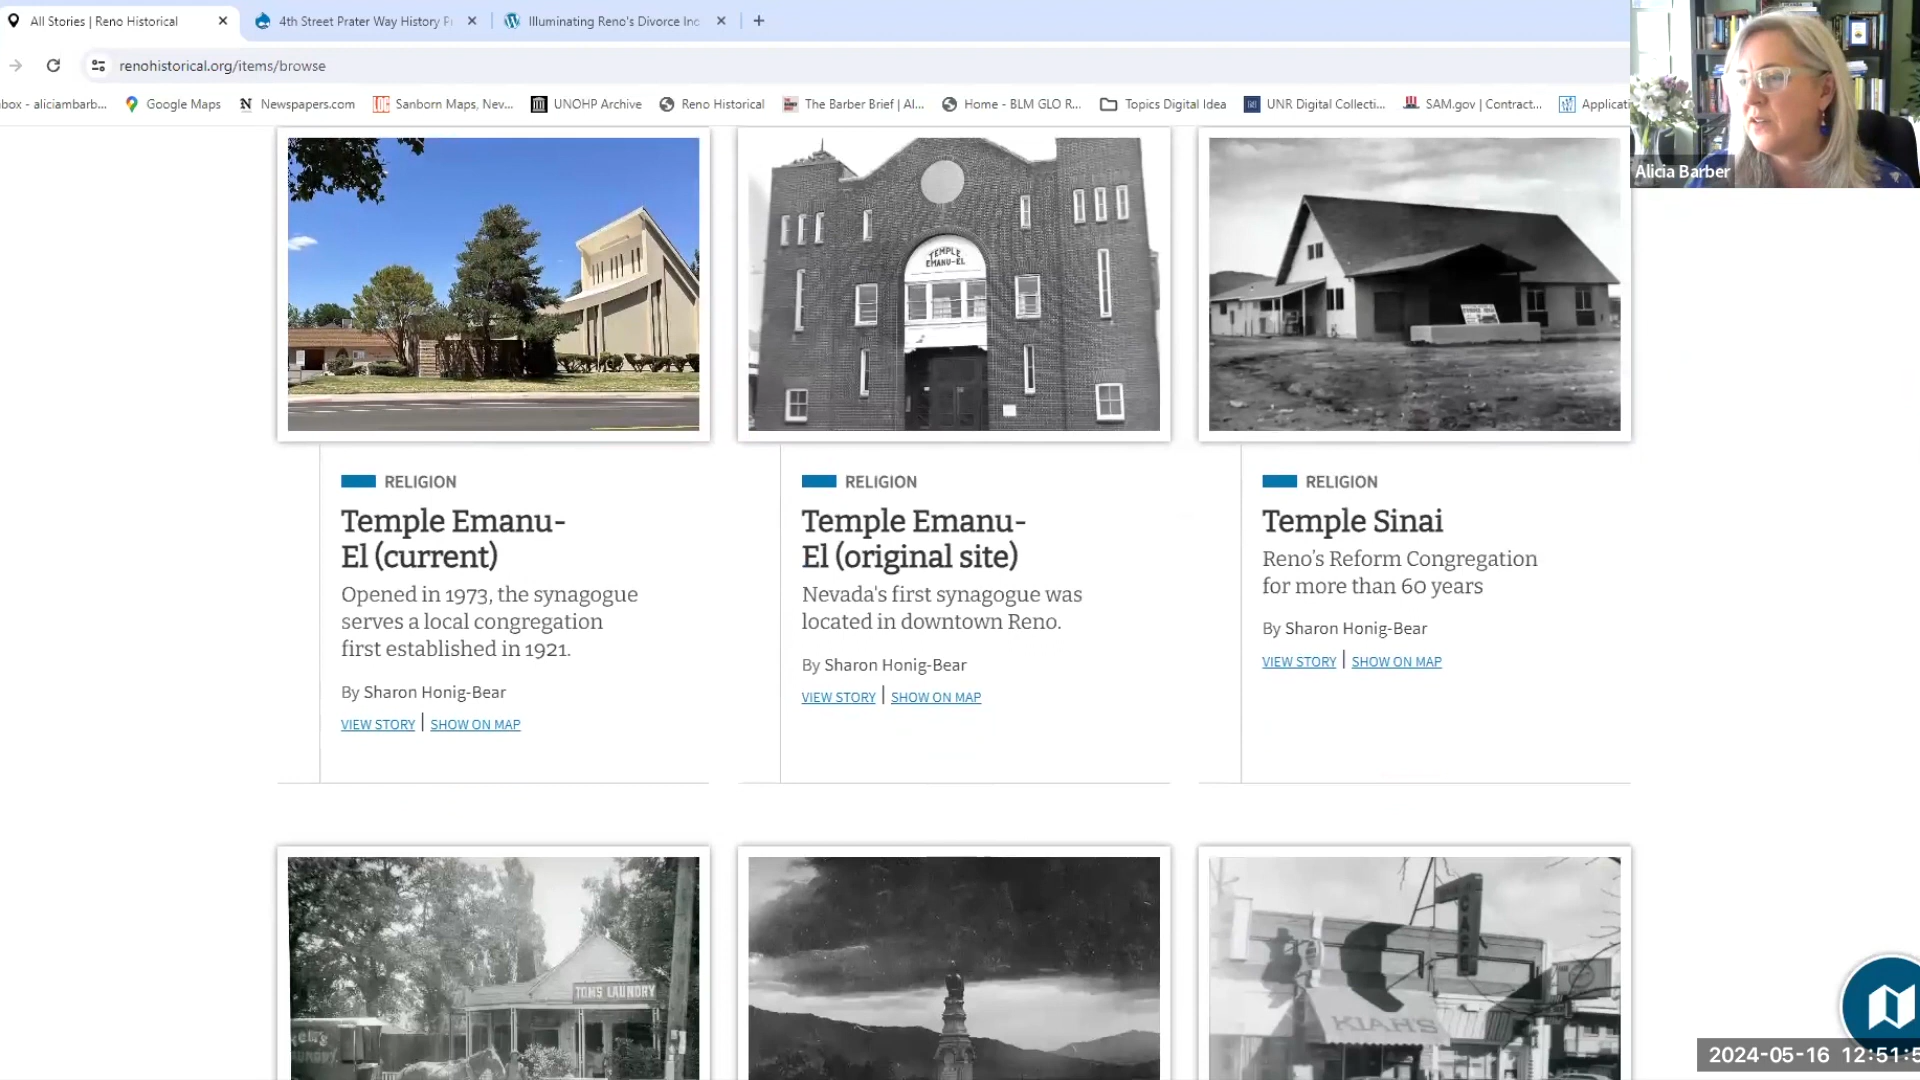 All Stories | Reno Historical
4th Street Prater Way History P
Illuminating Reno's Divorce Ind
renohistorical.org/items/browse
box - aliciambarb...
Google Maps
Newspapers.com
Sanborn Maps, Nev...
UNOHP Archive
Reno Historical
The Barber Brief | Al...
Home - BLM GLO R...
Topics Digital Idea
UNR Digital Collecti...
SAM.gov | Contract...
Applicati
Alicia Barber
TEMPLE
EMANU-EL
RELIGION
Temple Emanu-
El (current)
Opened in 1973, the synagogue
serves a local congregation
first established in 1921.
By Sharon Honig-Bear
VIEW STORY | SHOW ON MAP
RELIGION
Temple Emanu-
El (original site)
Nevada's first synagogue was
located in downtown Reno.
By Sharon Honig-Bear
VIEW STORY | SHOW ON MAP
RELIGION
Temple Sinai
Reno's Reform Congregation
for more than 60 years
By Sharon Honig-Bear
VIEW STORY | SHOW ON MAP
TOMS LAUNDRY
KIAH'S
2024-05-16 12:51:5